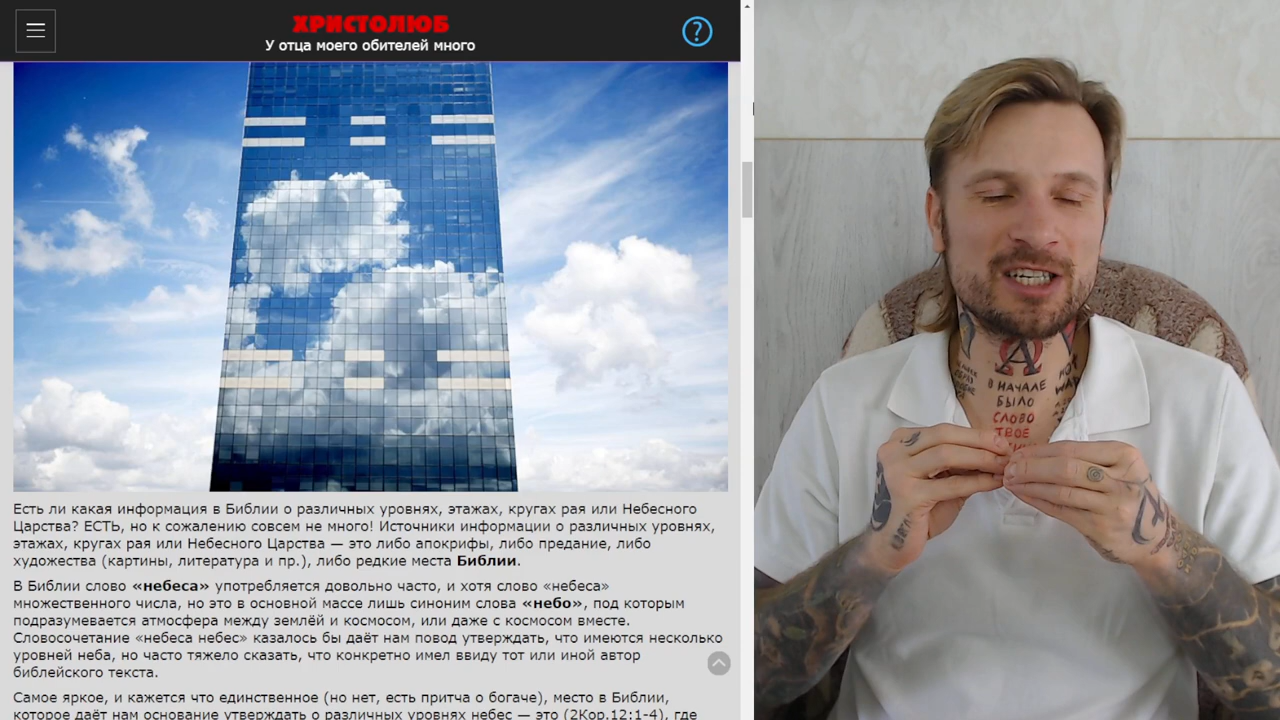 ХРИСТОЛЮБ
У отца моего обителей много
Есть ли какая информация в Библии о различных уровнях, этажах, кругах рая или Небесного
Царства? ЕСТЬ, но к сожалению совсем не много! Источники информации о различных уровнях,
этажах, кругах рая или Небесного Царства — это либо апокрифы, либо предание, либо
художества (картины, литература и пр.), либо редкие места Библии.
В Библии слово «небеса» употребляется довольно часто, и хотя слово «небеса»
множественного числа, но это в основной массе лишь синоним слова «небо», под которым
подразумевается атмосфера между землёй и космосом, или даже с космосом вместе.
Словосочетание «небеса небес» казалось бы даёт нам повод утверждать, что имеются несколько
уровней неба, но часто тяжело сказать, что конкретно имел ввиду тот или иной автор
библейского текста.
Самое яркое, и кажется что единственное (но нет, есть притча о богаче), место в Библии,
которое даёт нам основание утверждать о различных уровнях небес — это (2Кор.12:1-4), где
В НАЧАЛЕ
БЫЛО
СЛОВО
ТВОЕ